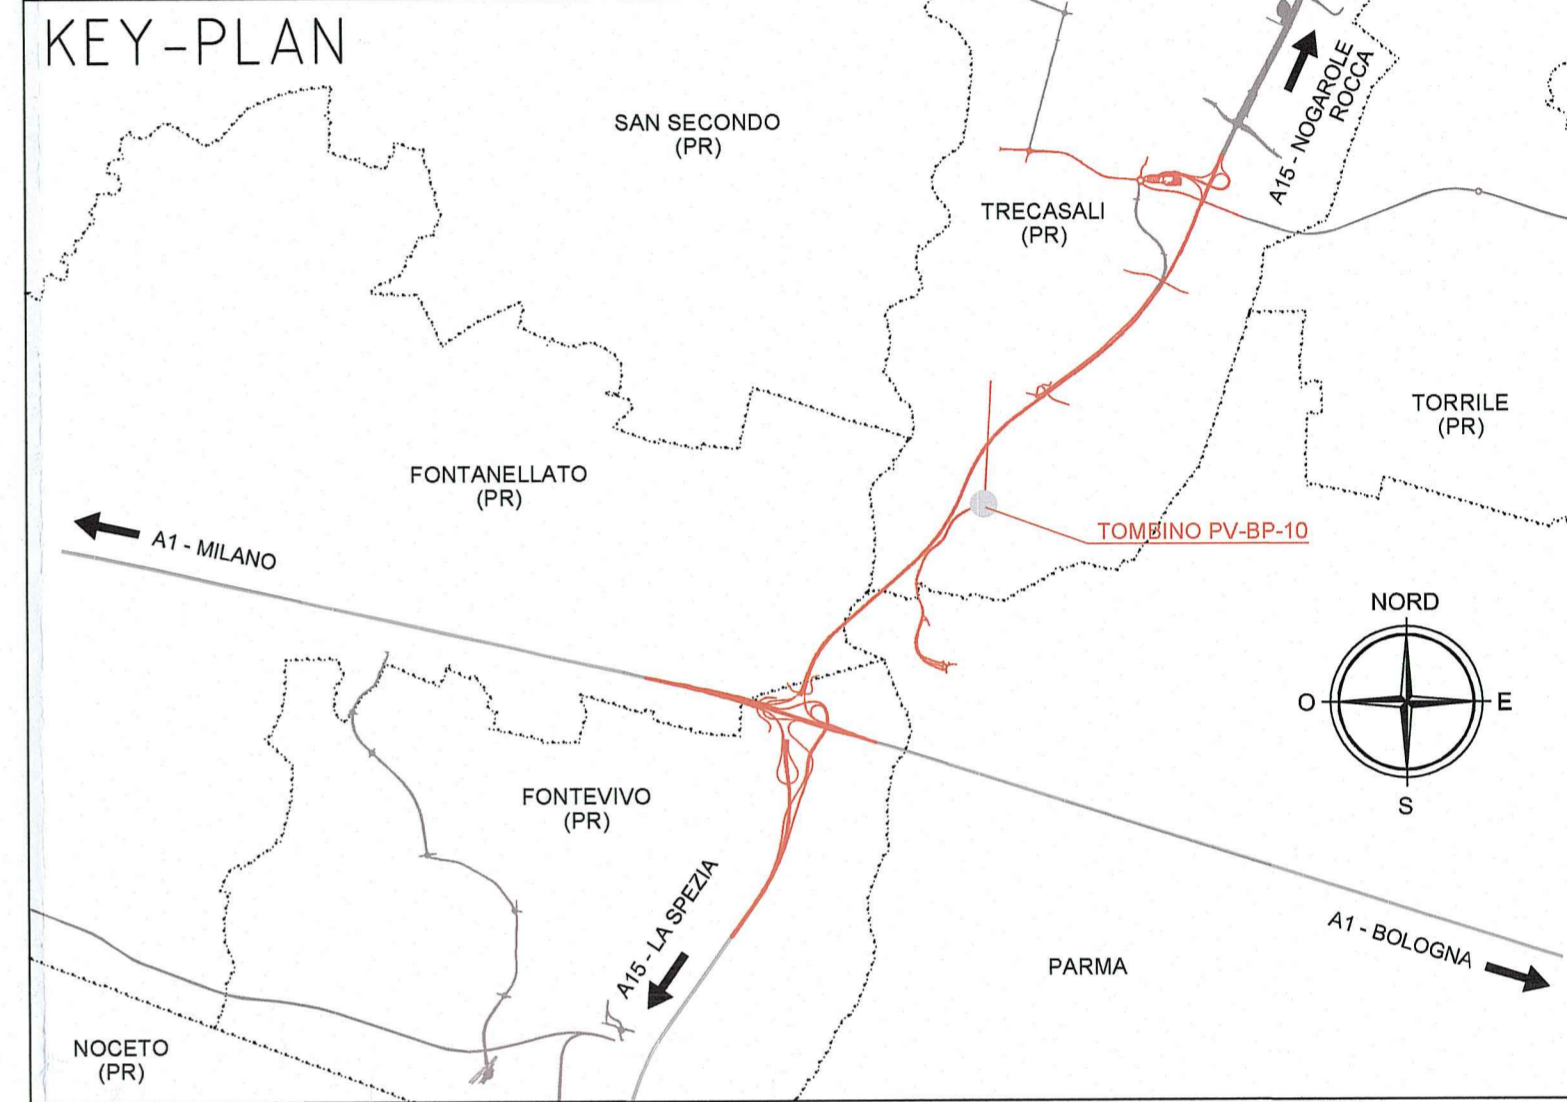 KEY-PLAN
SAN SECONDO
(PR)
A15 - NOGAROLE
ROCCA
TRECASALI
(PR)
TORRILE
(PR)
FONTANELLATO
(PR)
A1 - MILANO
TOMBINO PV-BP-10
NORD
O
E
S
FONTEVIVO
(PR)
A15 - LA SPEZIA
A1 - BOLOGNA
PARMA
NOCETO
(PR)